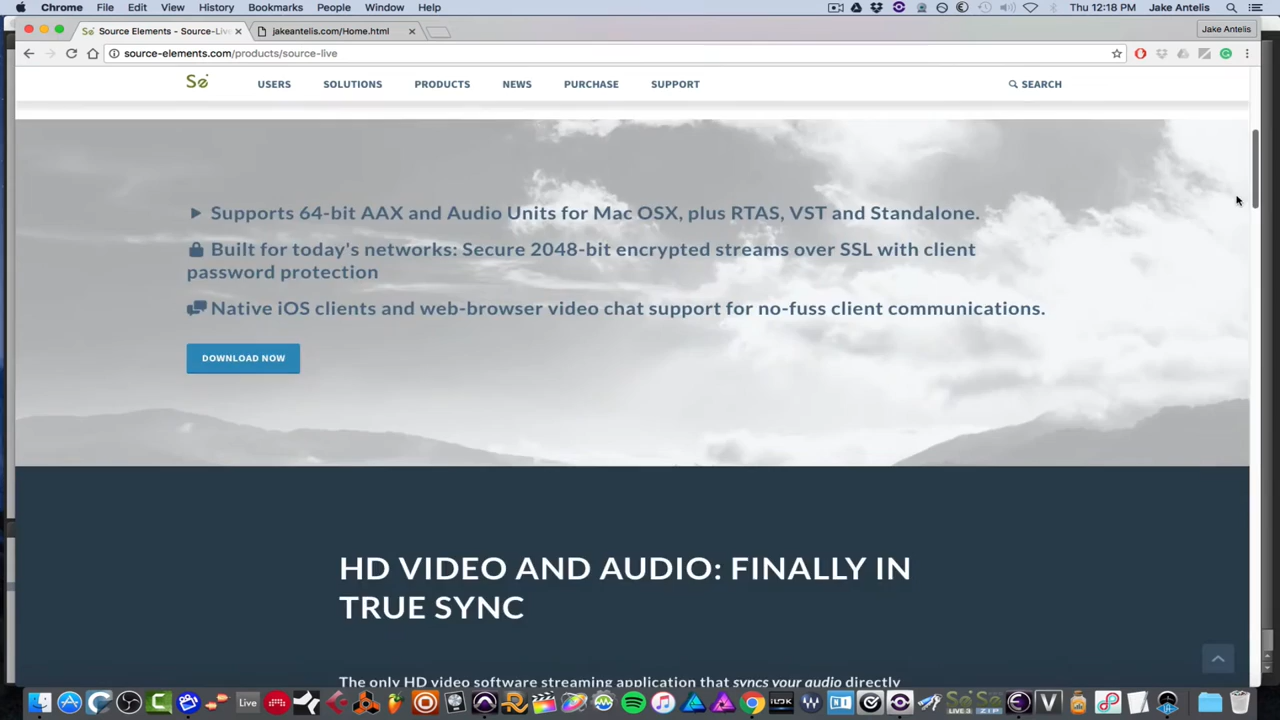 Chrome File Edit View History Bookmarks People Window Help Thu 12:18 PM Jake Antelis
Source Elements - Source-Liv jakeantelis.com/Home.html Jake Antelis
source-elements.com/products/source-live
Se USERS SOLUTIONS PRODUCTS NEWS PURCHASE SUPPORT SEARCH
Supports 64-bit AAX and Audio Units for Mac OSX, plus RTAS, VST and Standalone.
Built for today's networks: Secure 2048-bit encrypted streams over SSL with client
password protection
Native iOS clients and web-browser video chat support for no-fuss client communications.
DOWNLOAD NOW
HD VIDEO AND AUDIO: FINALLY IN
TRUE SYNC
The only HD video software streaming application that syncs your audio directly
Live